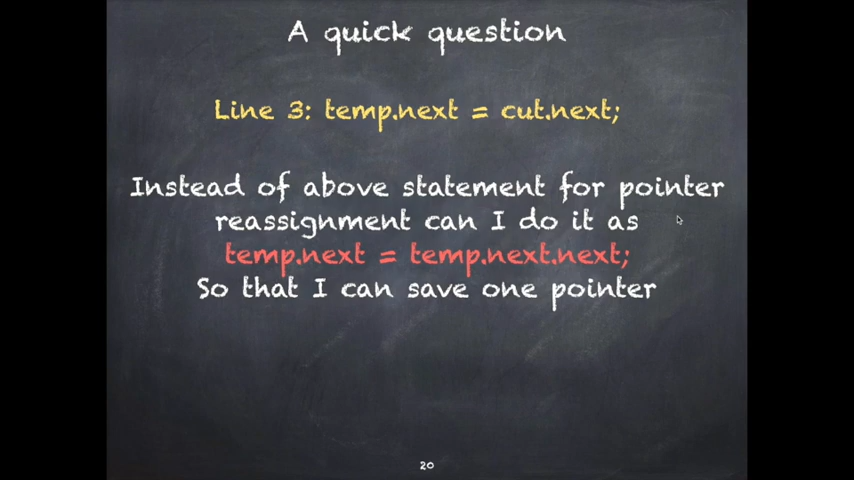 A quick question
Line 3: temp.next = cut.next;
Instead of above statement for pointer
reassignment can I do it as
temp.next = temp.next.next;
So that I can save one pointer
20